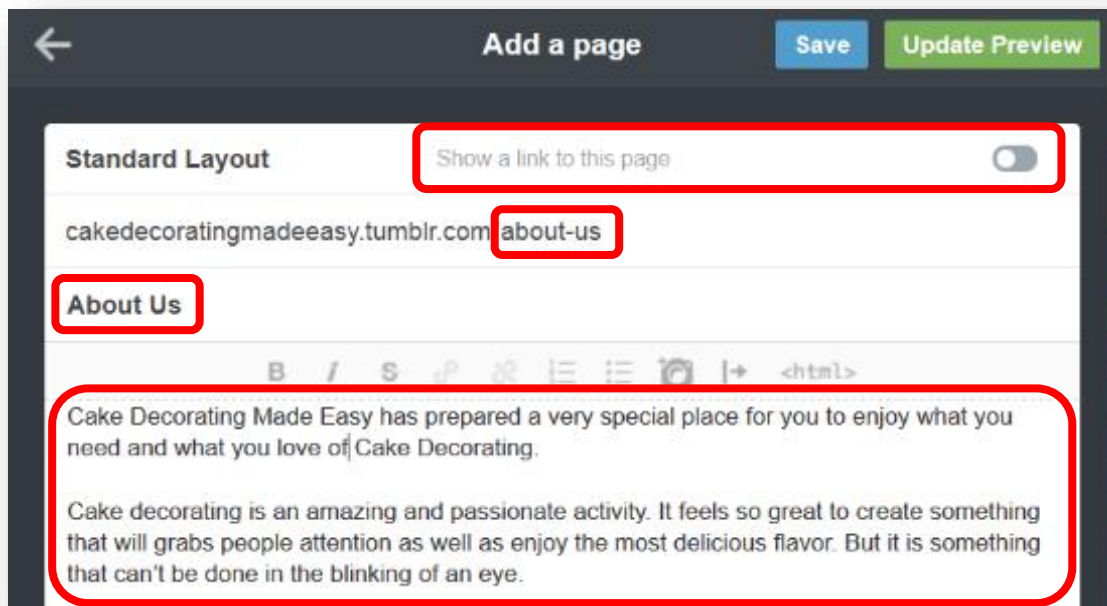 Add a page
Save
Update Preview
Standard Layout
Show a link to this page
cakedecoratingmadeeasy.tumblr.com about-us
About Us
B I S <html>
Cake Decorating Made Easy has prepared a very special place for you to enjoy what you
need and what you love of Cake Decorating.
Cake decorating is an amazing and passionate activity. It feels so great to create something
that will grabs people attention as well as enjoy the most delicious flavor. But it is something
that can't be done in the blinking of an eye.